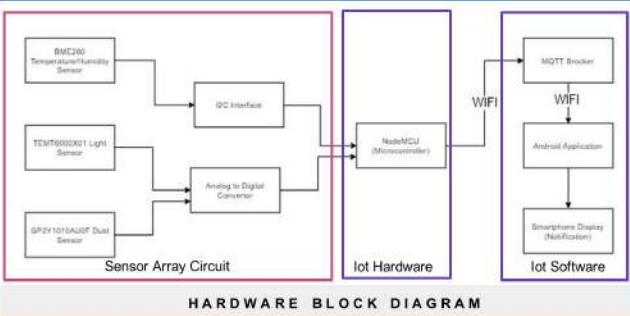 BME280
Temperature/Humidity
Sensor
I2C Interface
TEMT6000X01 Light
Sensor
Analog to Digital
Convertor
GP2Y1010AU0F Dust
Sensor
Sensor Array Circuit
NodeMCU
(Microcontroller)
Iot Hardware
WIFI
MQTT Brocker
WIFI
Android Application
Smartphone Display
(Notification)
Iot Software
HARDWARE BLOCK DIAGRAM